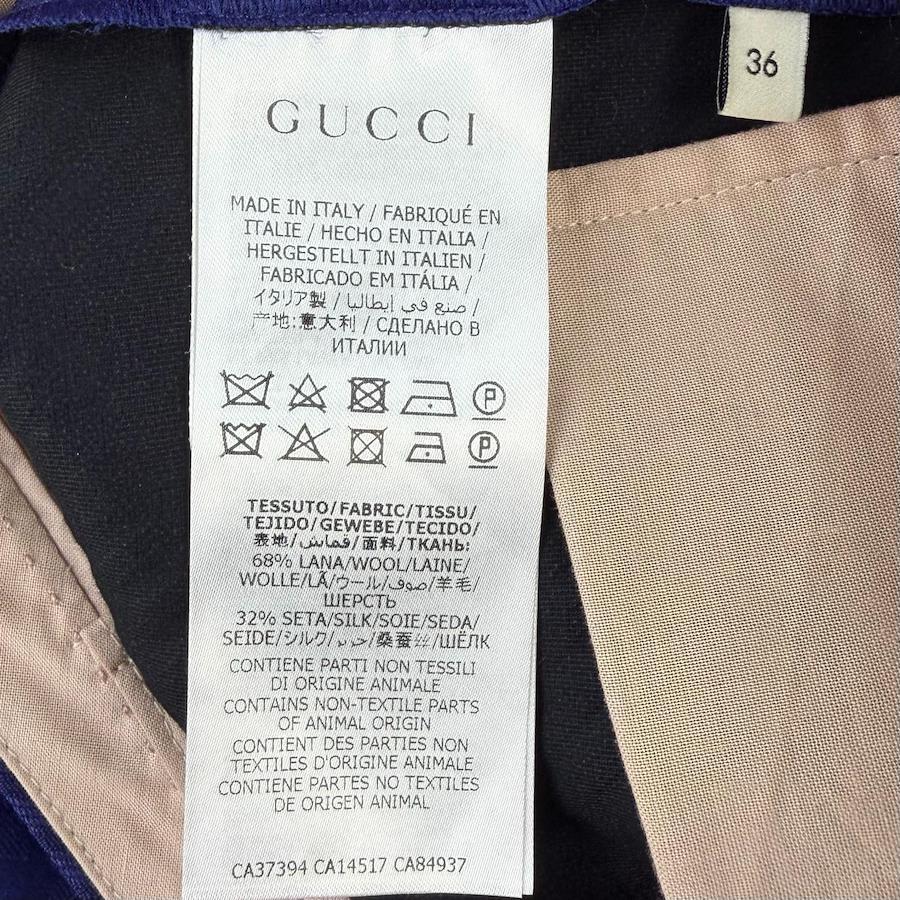 36
GUCCI
MADE IN ITALY / FABRIQUÉ EN
ITALIE / HECHO EN ITALIA /
HERGESTELLT IN ITALIEN /
FABRICADO EM ITÁLIA /
イタリア製 / صنع في إيطاليا /
产地:意大利 / СДЕЛАНО В
ИТАЛИИ
P
P
TESSUTO/FABRIC/TISSU/
TEJIDO/GEWEBE/TECIDO/
表地/قماش/面料/ТКАНЬ:
68% LANA/WOOL/LAINE/
WOLLE/LÃ/ウール/صوف/羊毛/
ШЕРСТЬ
32% SETA/SILK/SOIE/SEDA/
SEIDE/シルク/حرير/桑蚕丝/ШЁЛК
CONTIENE PARTI NON TESSILI
DI ORIGINE ANIMALE
CONTAINS NON-TEXTILE PARTS
OF ANIMAL ORIGIN
CONTIENT DES PARTIES NON
TEXTILES D'ORIGINE ANIMALE
CONTIENE PARTES NO TEXTILES
DE ORIGEN ANIMAL
CA37394 CA14517 CA84937